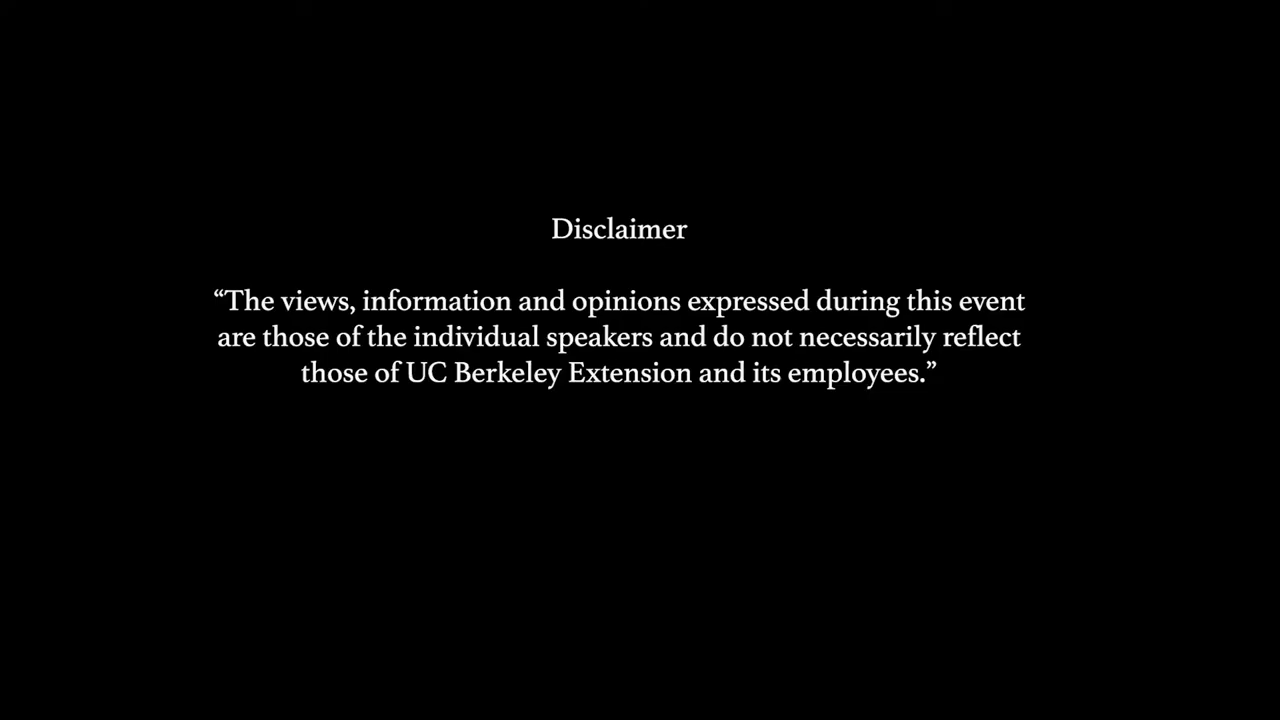 Disclaimer
“The views, information and opinions expressed during this event
are those of the individual speakers and do not necessarily reflect
those of UC Berkeley Extension and its employees.”